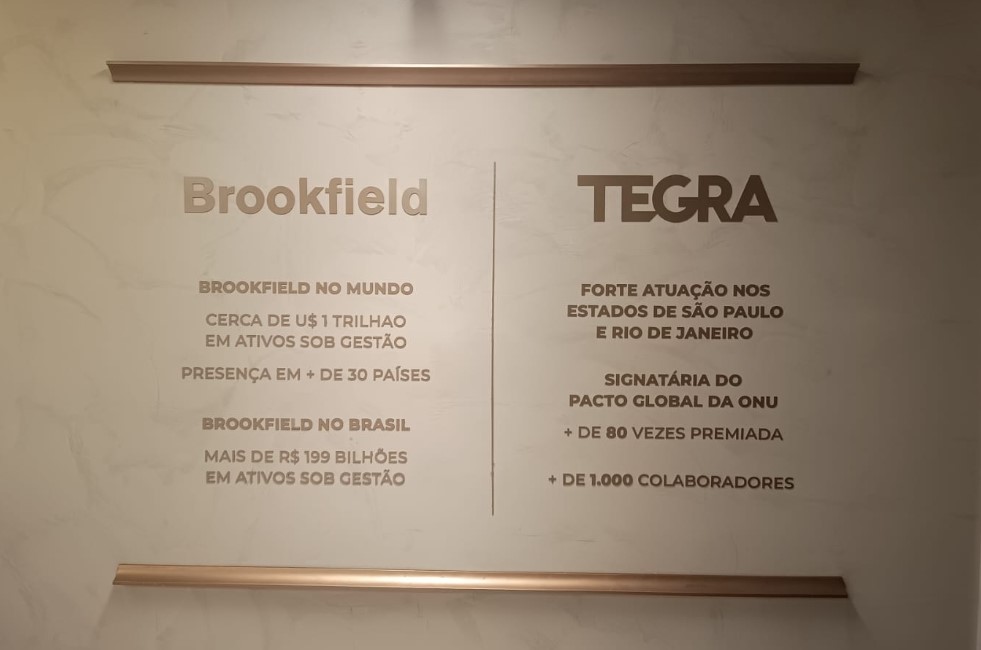 Brookfield
BROOKFIELD NO MUNDO
CERCA DE U$ 1 TRILHAO
EM ATIVOS SOB GESTÃO
PRESENÇA EM + DE 30 PAÍSES
BROOKFIELD NO BRASIL
MAIS DE R$ 199 BILHÕES
EM ATIVOS SOB GESTÃO
TEGRA
FORTE ATUAÇÃO NOS
ESTADOS DE SÃO PAULO
E RIO DE JANEIRO
SIGNATÁRIA DO
PACTO GLOBAL DA ONU
+ DE 80 VEZES PREMIADA
+ DE 1.000 COLABORADORES